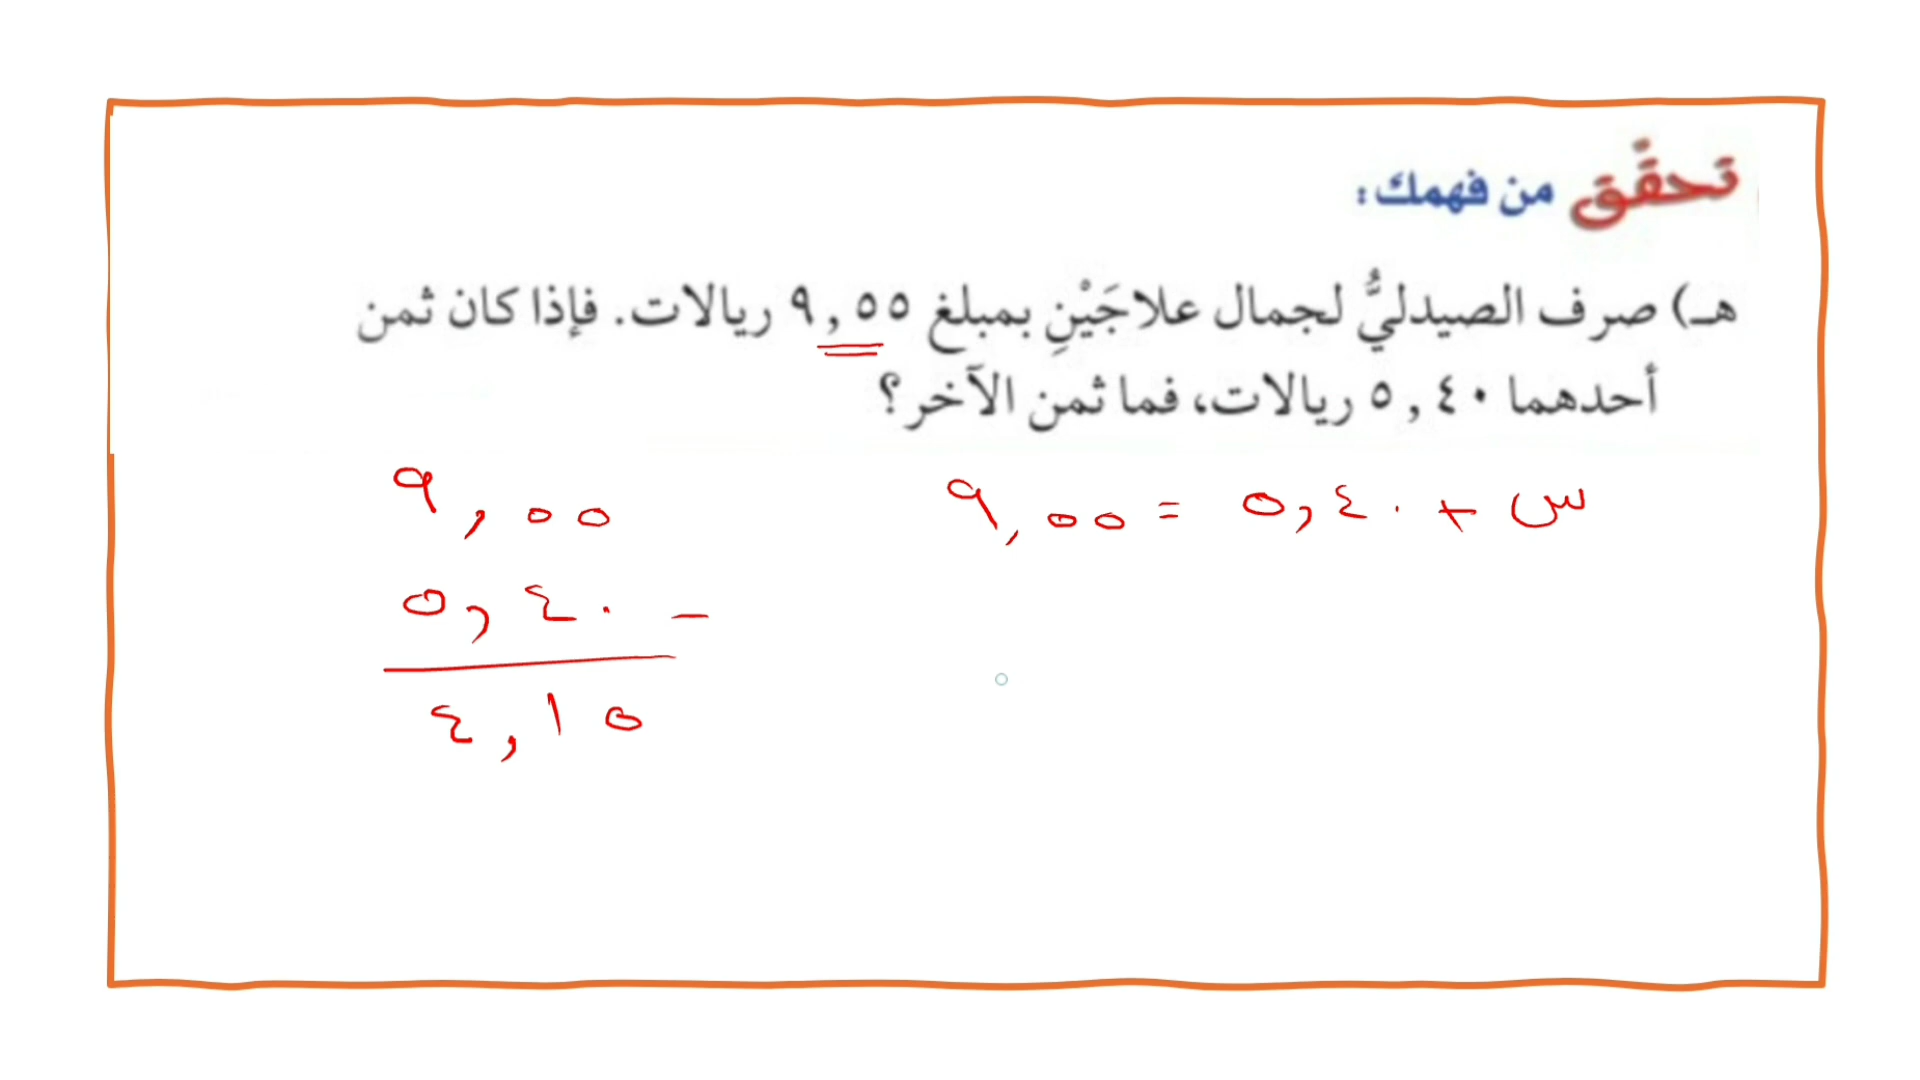 تحقَّق من فهمك:
هـ) صرف الصيدليُّ لجمال علاجَيْنِ بمبلغ ٩,٥٥ ريالات. فإذا كان ثمن
أحدهما ٥,٤٠ ريالات، فما ثمن الآخر؟
س + ٥,٤٠ = ٩,٥٥
٩,٥٥
٥,٤٠ -
٤,١٥